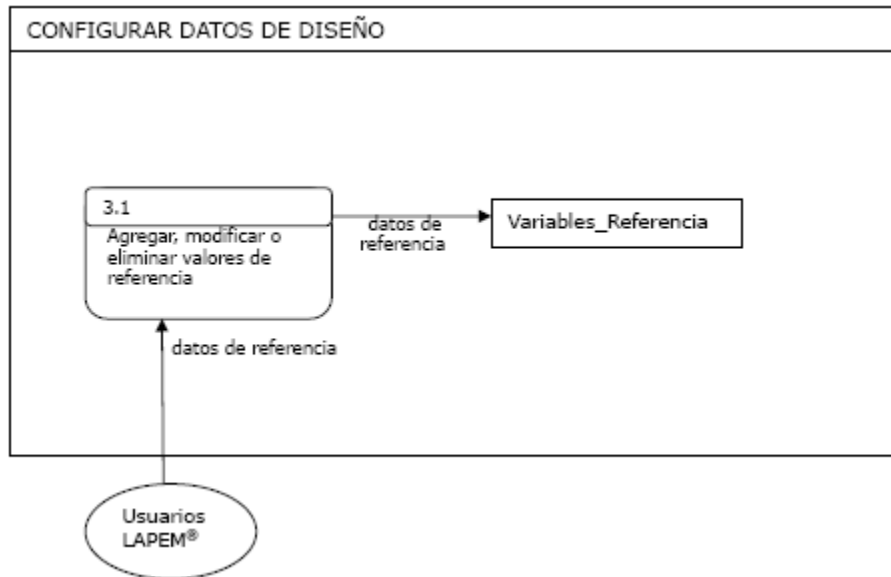 CONFIGURAR DATOS DE DISEÑO
3.1
Agregar, modificar o
eliminar valores de
referencia
datos de
referencia
Variables_Referencia
datos de referencia
Usuarios
LAPEM®